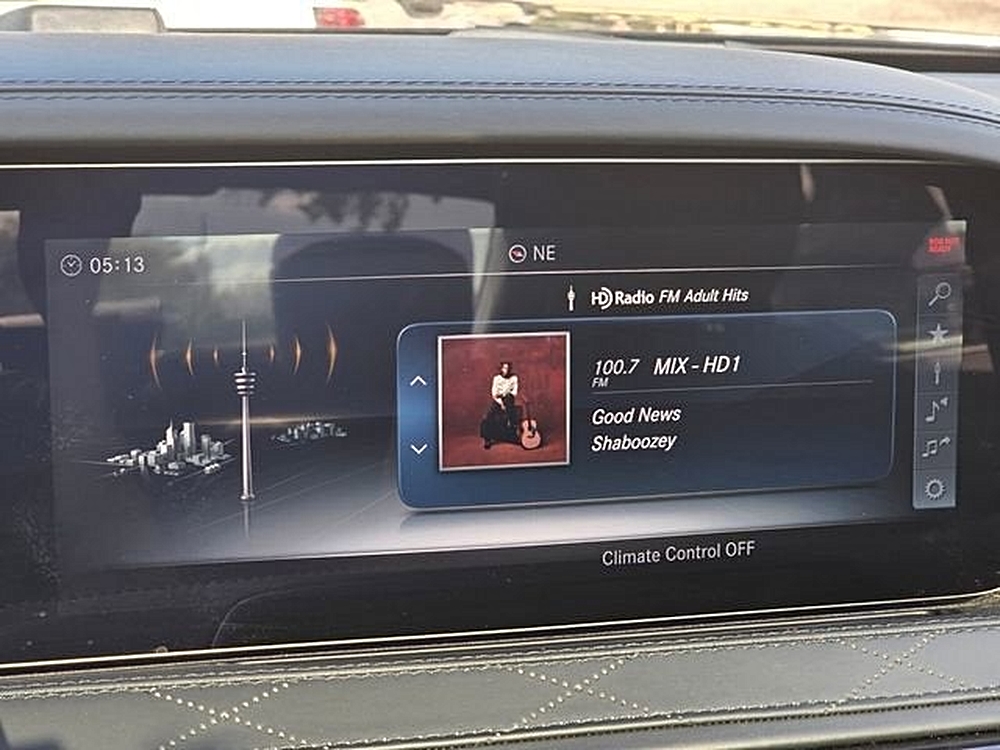 05:13
NE
HD Radio FM Adult Hits
100.7 MIX - HD1
FM
Good News
Shaboozey
Climate Control OFF